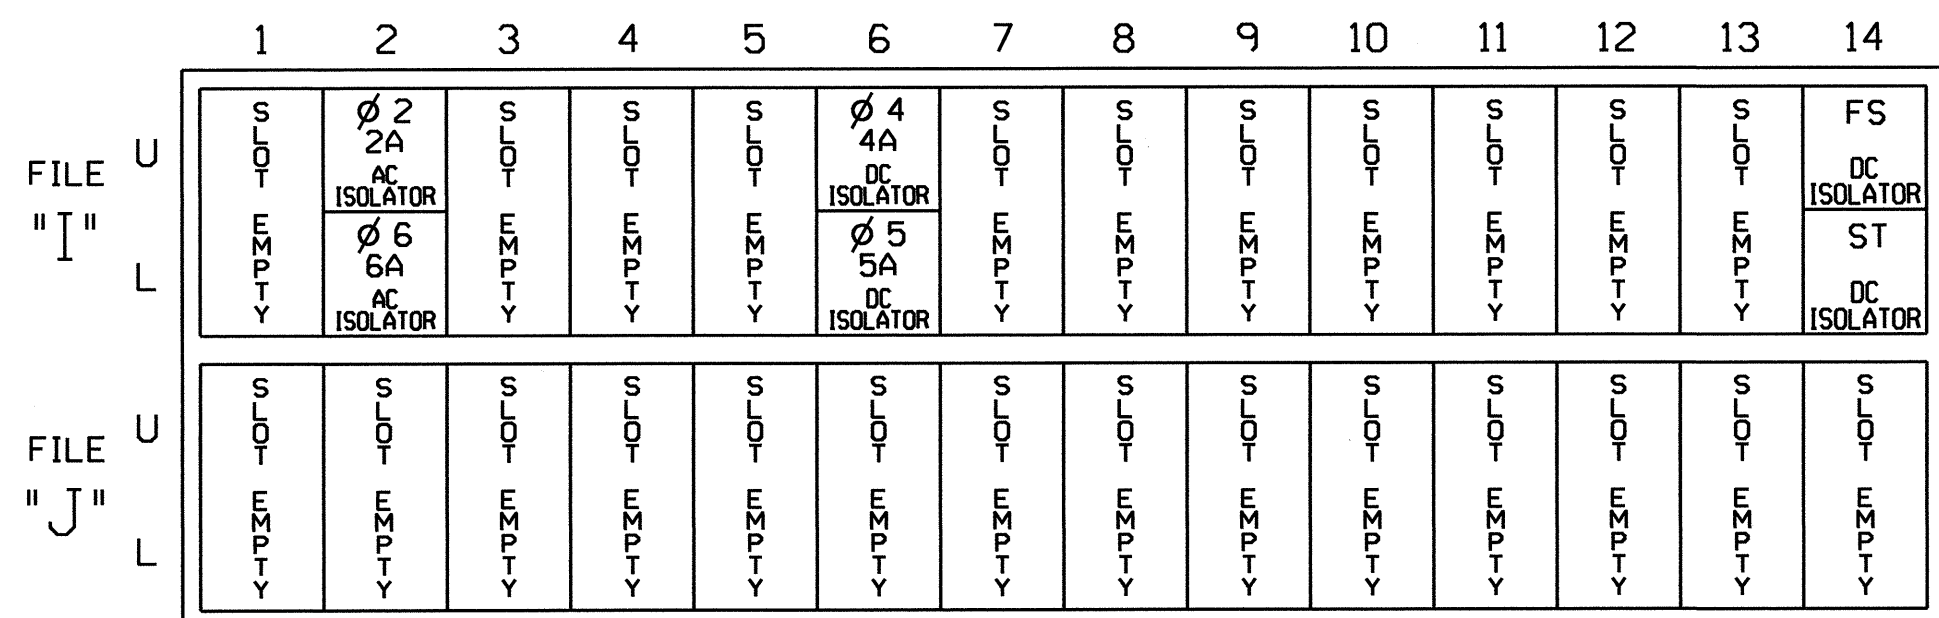 1 2 3 4 5 6 7 8 9 10 11 12 13 14
FILE "I"
U
L
SLOT EMPTY
Ø 2
2A
AC
ISOLATOR
Ø 6
6A
AC
ISOLATOR
SLOT EMPTY
SLOT EMPTY
SLOT EMPTY
Ø 4
4A
DC
ISOLATOR
Ø 5
5A
DC
ISOLATOR
SLOT EMPTY
SLOT EMPTY
SLOT EMPTY
SLOT EMPTY
SLOT EMPTY
SLOT EMPTY
SLOT EMPTY
FS
DC
ISOLATOR
ST
DC
ISOLATOR
FILE "J"
U
L
SLOT EMPTY
SLOT EMPTY
SLOT EMPTY
SLOT EMPTY
SLOT EMPTY
SLOT EMPTY
SLOT EMPTY
SLOT EMPTY
SLOT EMPTY
SLOT EMPTY
SLOT EMPTY
SLOT EMPTY
SLOT EMPTY
SLOT EMPTY